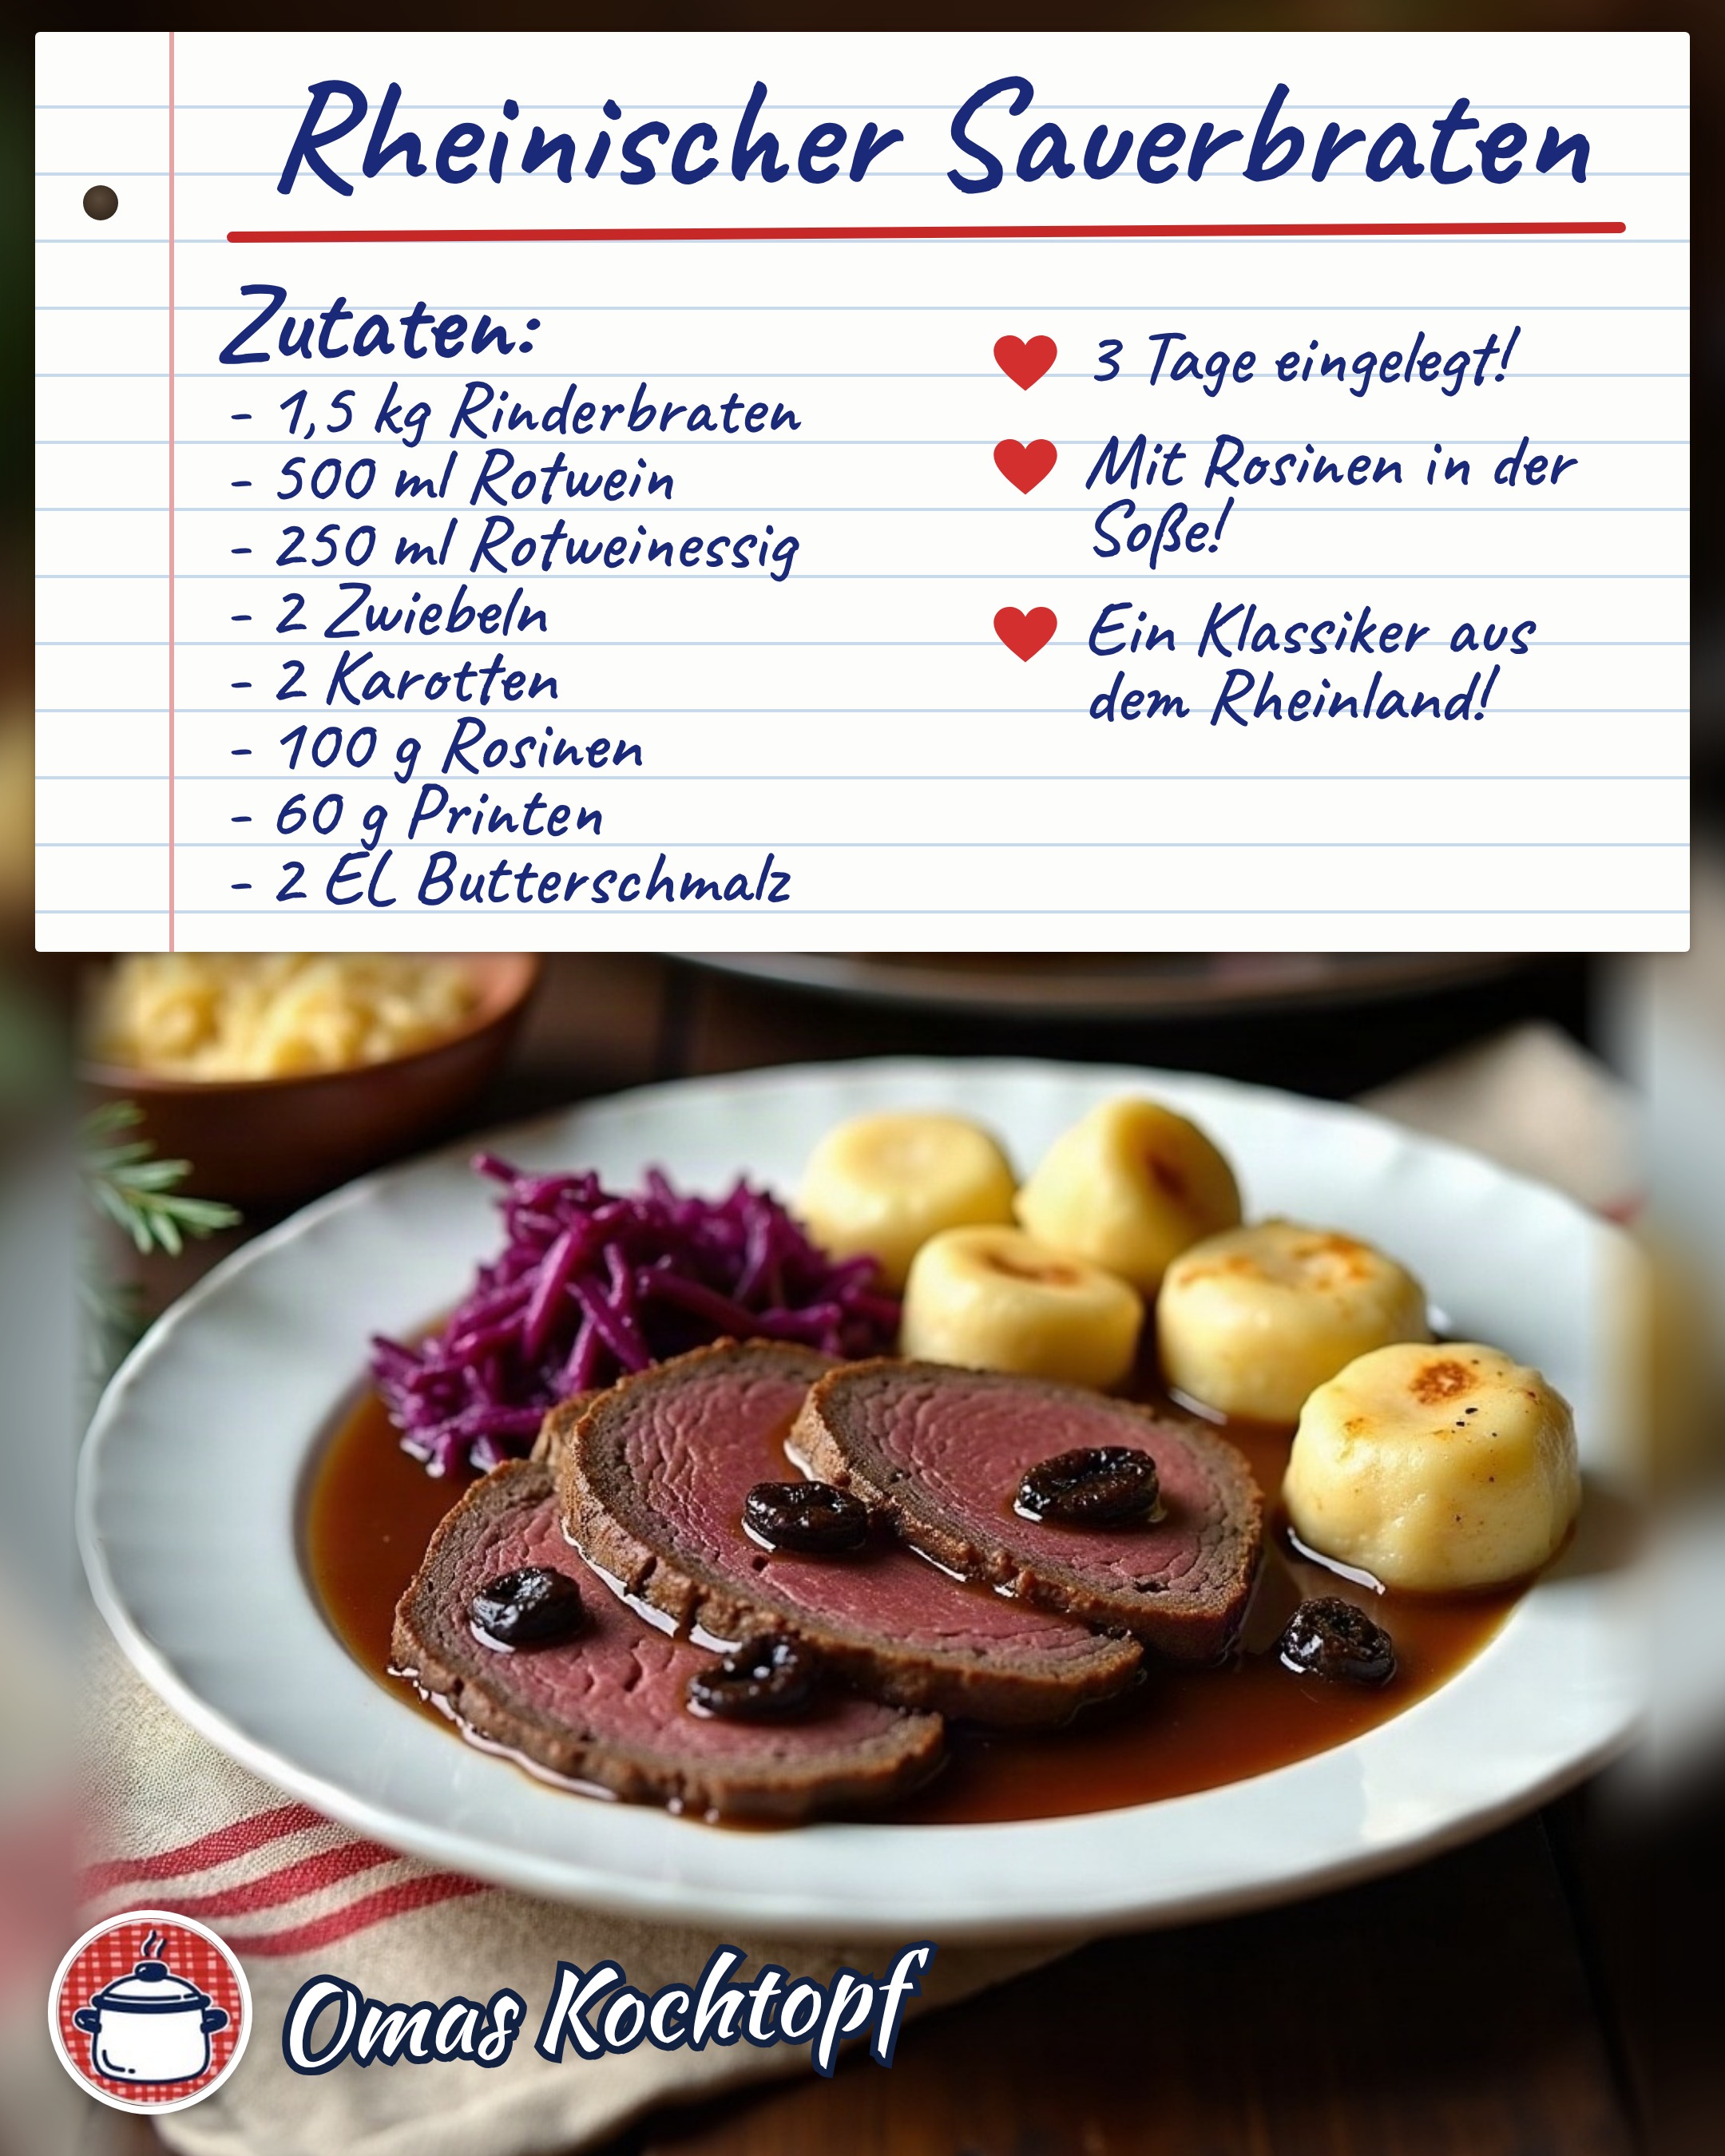 Rheinischer Sauerbraten
Zutaten:
- 1,5 kg Rinderbraten
- 500 ml Rotwein
- 250 ml Rotweinessig
- 2 Zwiebeln
- 2 Karotten
- 100 g Rosinen
- 60 g Printen
- 2 EL Butterschmalz
3 Tage eingelegt!
Mit Rosinen in der
Soße!
Ein Klassiker aus
dem Rheinland!
Omas Kochtopf